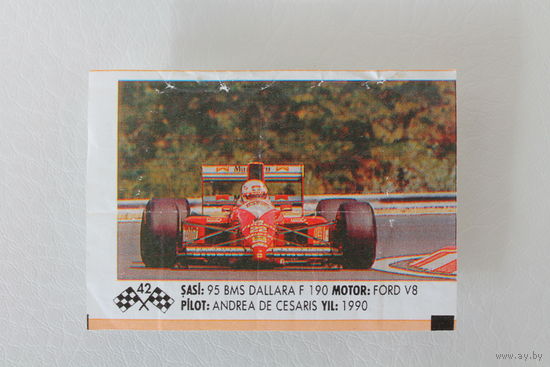 42
ŞASİ: 95 BMS DALLARA F 190 MOTOR: FORD V8
PİLOT: ANDREA DE CESARIS YIL: 1990
© www.ay.by